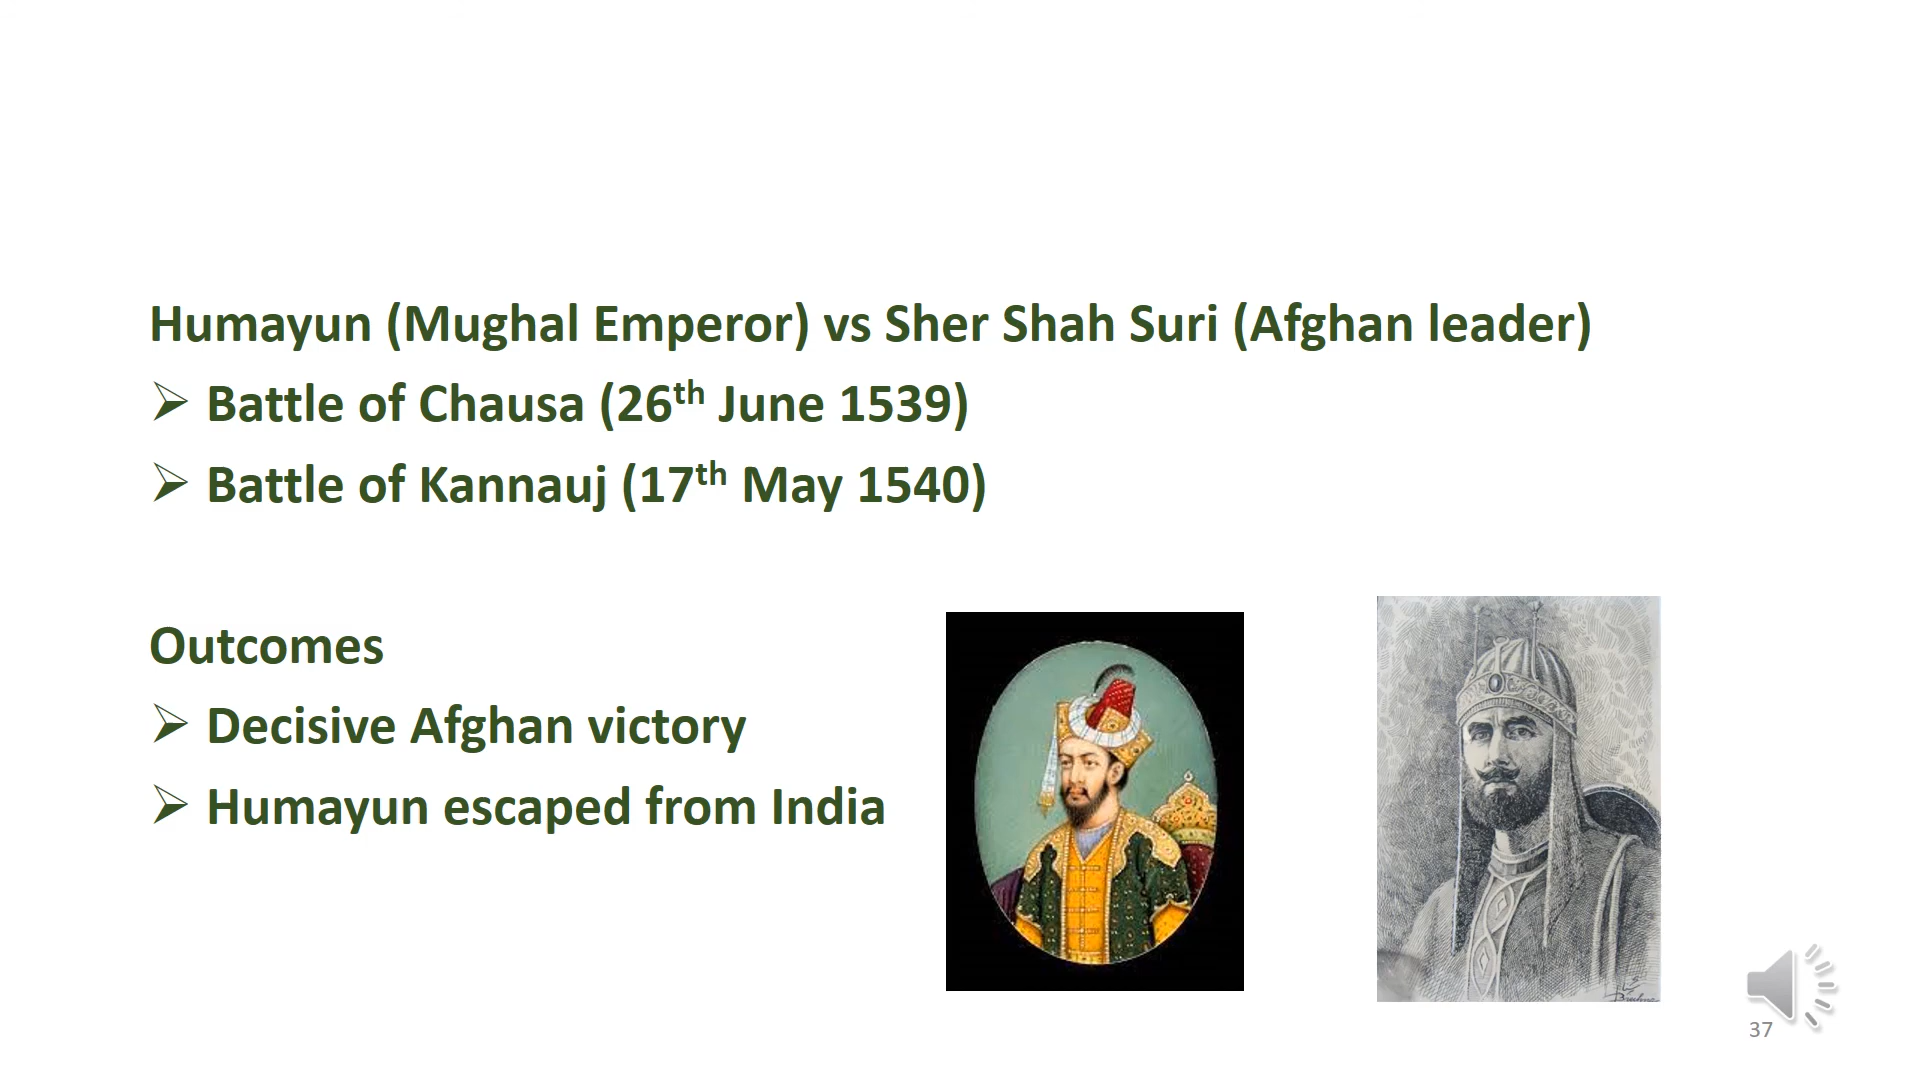 Humayun (Mughal Emperor) vs Sher Shah Suri (Afghan leader)
➢ Battle of Chausa (26th June 1539)
➢ Battle of Kannauj (17th May 1540)
Outcomes
➢ Decisive Afghan victory
➢ Humayun escaped from India
37